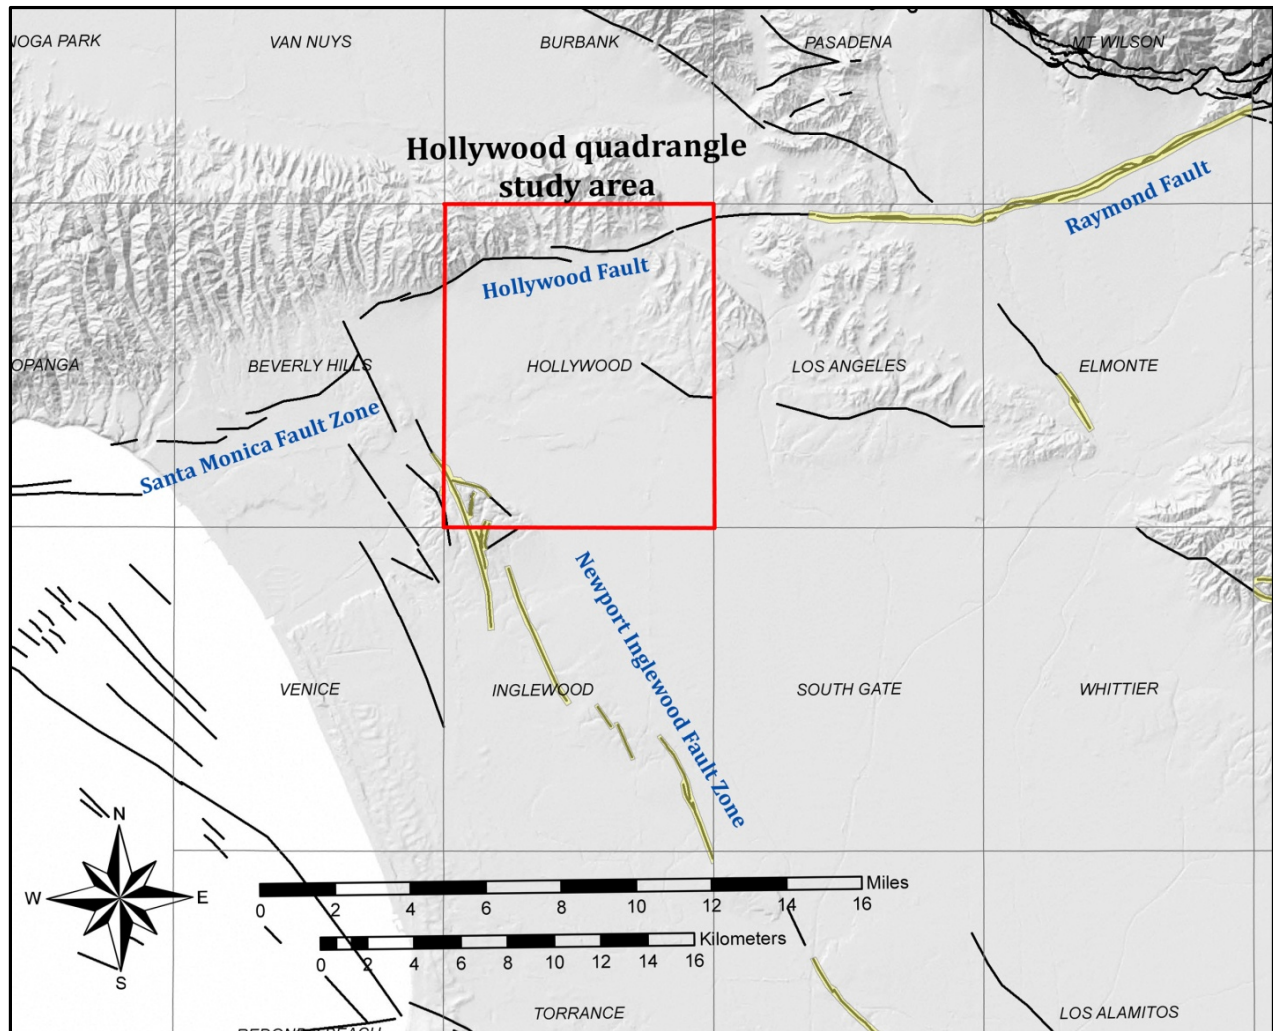 NOGA PARK
VAN NUYS
BURBANK
PASADENA
MT WILSON
Hollywood quadrangle
study area
Raymond Fault
Hollywood Fault
OPANGA
BEVERLY HILLS
HOLLYWOOD
LOS ANGELES
ELMONTE
Santa Monica Fault Zone
Newport Inglewood Fault Zone
VENICE
INGLEWOOD
SOUTH GATE
WHITTIER
N
W
E
S
0 2 4 6 8 10 12 14 16 Miles
0 2 4 6 8 10 12 14 16 Kilometers
TORRANCE
LOS ALAMITOS